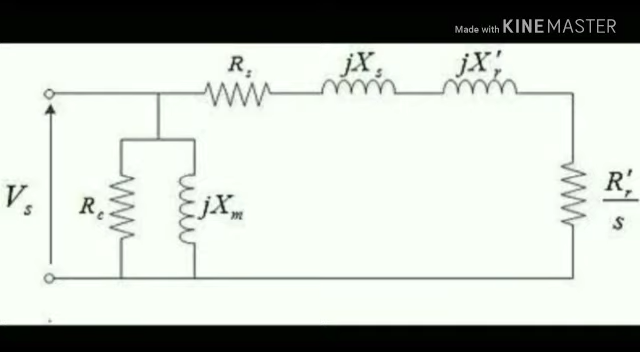 Made with KINEMASTER
R_s jX_s jX'_r
V_s R_c jX_m R'_r
s